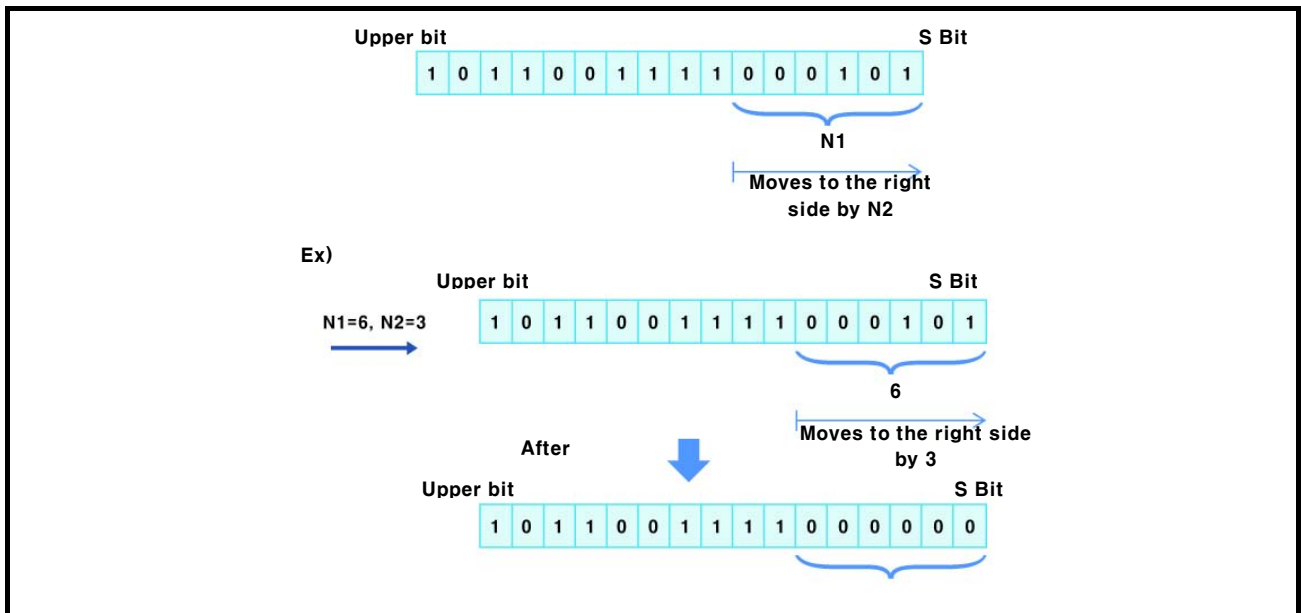 Upper bit S Bit
1 0 1 1 0 0 1 1 1 1 0 0 0 1 0 1
N1
Moves to the right
side by N2
Ex)
Upper bit S Bit
N1=6, N2=3 1 0 1 1 0 0 1 1 1 1 0 0 0 1 0 1
6
Moves to the right side
by 3
After
Upper bit S Bit
1 0 1 1 0 0 1 1 1 1 0 0 0 0 0 0